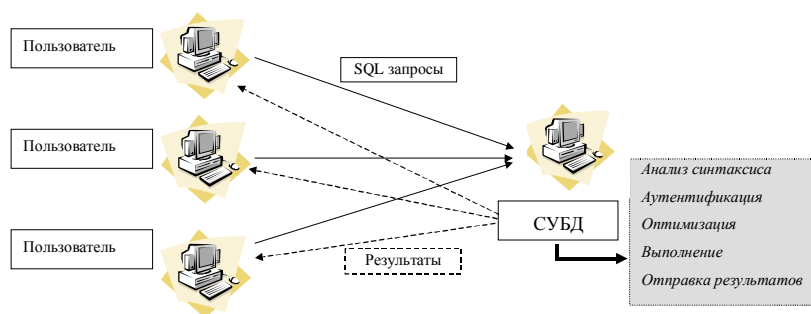 Пользователь
SQL запросы
Пользователь
Пользователь
СУБД
Результаты
Анализ синтаксиса
Аутентификация
Оптимизация
Выполнение
Отправка результатов